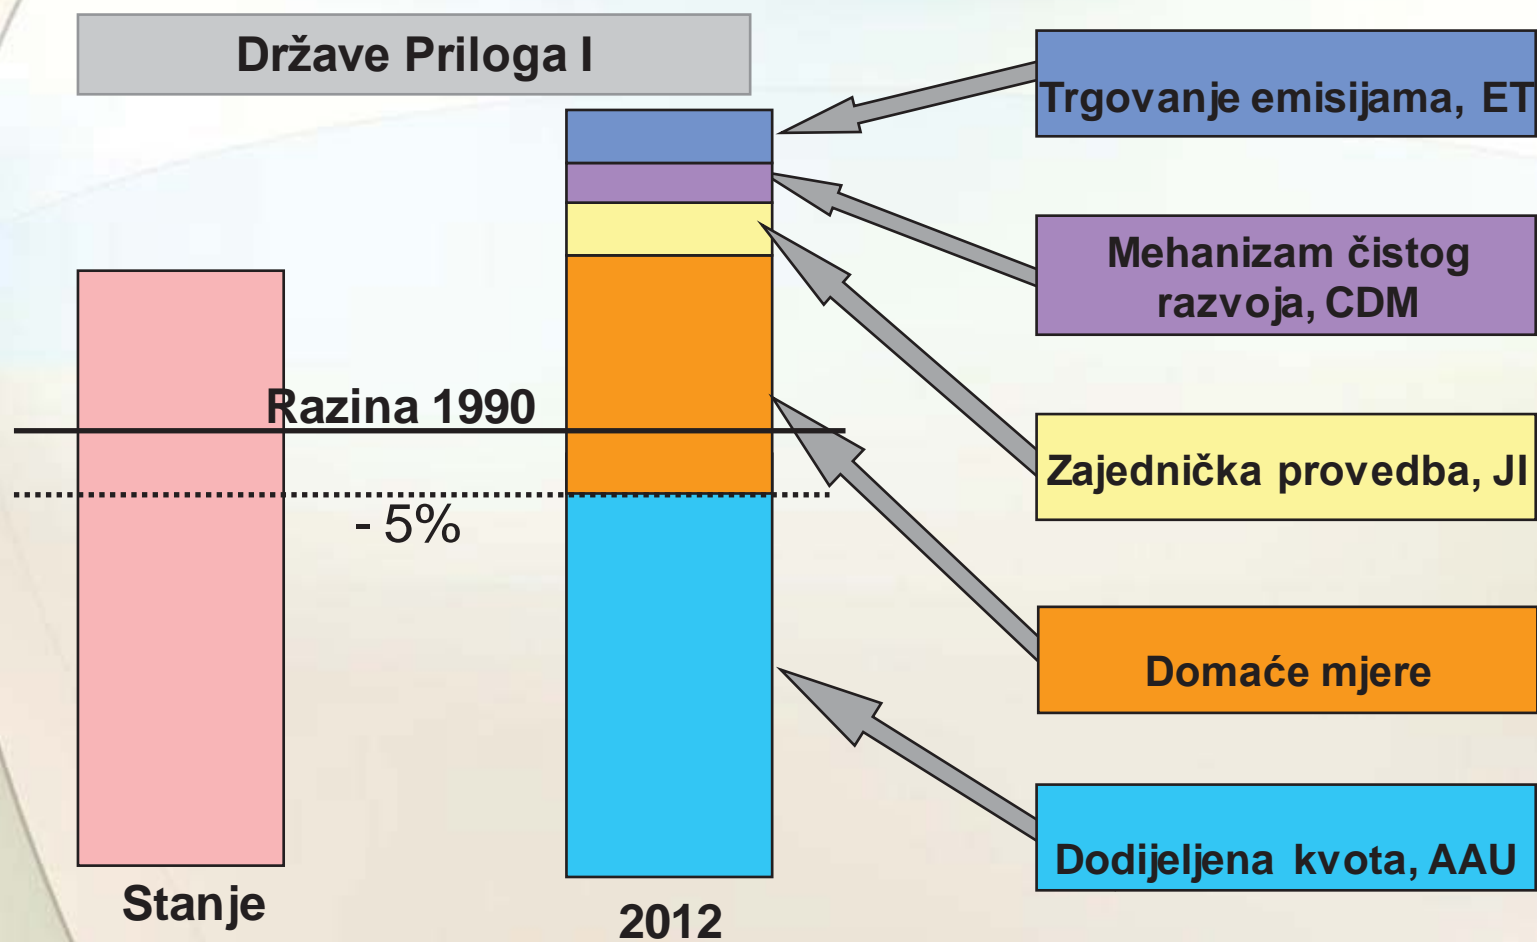 Države Priloga I
Trgovanje emisijama, ET
Mehanizam čistog
razvoja, CDM
Razina 1990
Zajednička provedba, JI
- 5%
Domaće mjere
Dodijeljena kvota, AAU
Stanje
2012